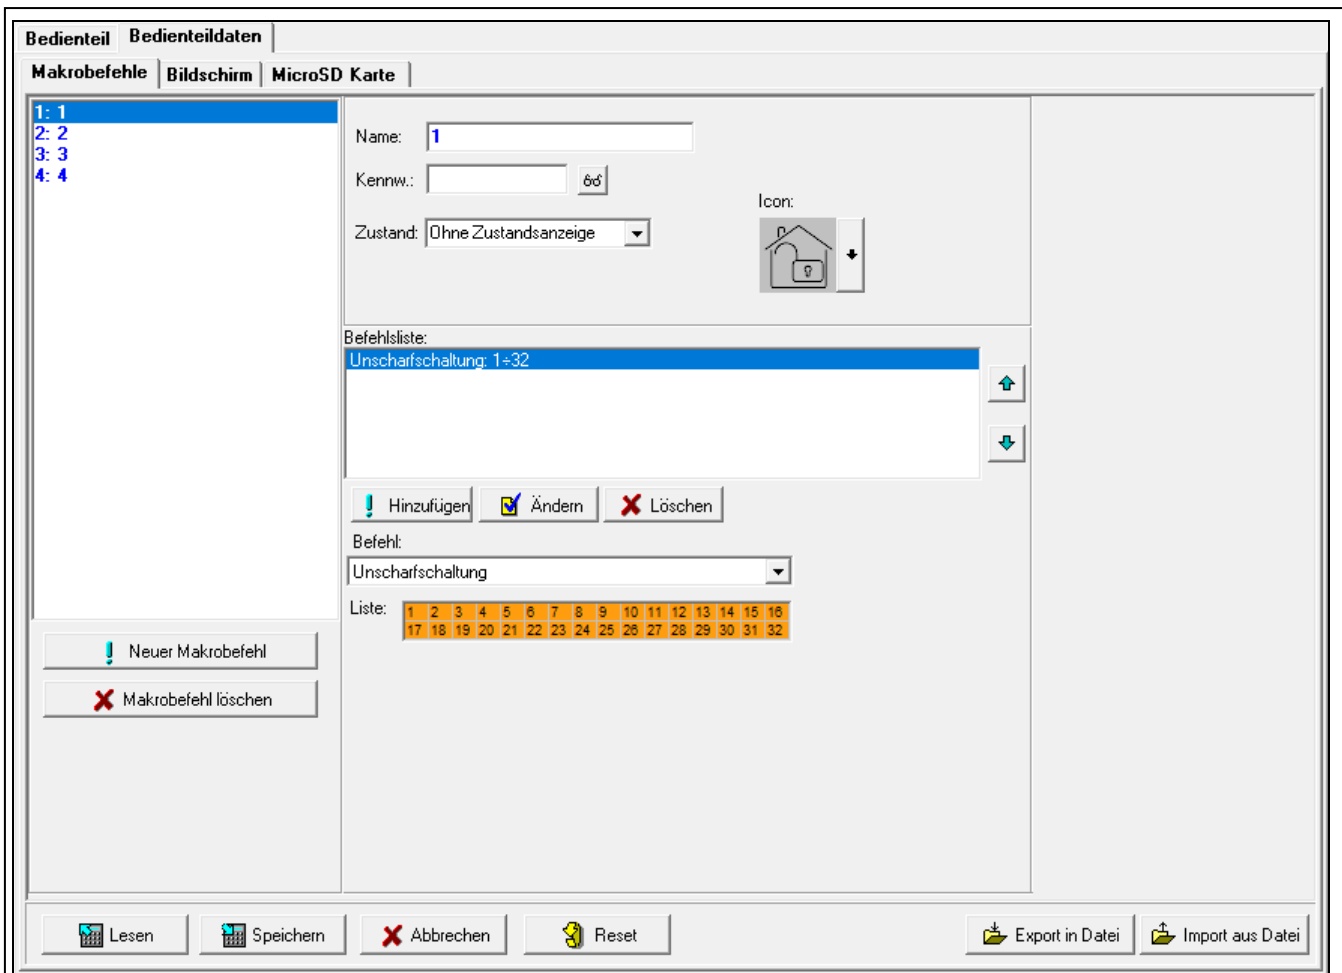 Bedienteil Bedienteildaten
Makrobefehle Bildschirm MicroSD Karte
1: 1
2: 2
3: 3
4: 4
Neuer Makrobefehl
Makrobefehl löschen
Name: 1
Kennw.:
Zustand: Ohne Zustandsanzeige
Icon:
Befehlsliste:
Unscharfschaltung: 1÷32
Hinzufügen Ändern Löschen
Befehl:
Unscharfschaltung
Liste: 1 2 3 4 5 6 7 8 9 10 11 12 13 14 15 16
17 18 19 20 21 22 23 24 25 26 27 28 29 30 31 32
Lesen Speichern Abbrechen Reset Export in Datei Import aus Datei